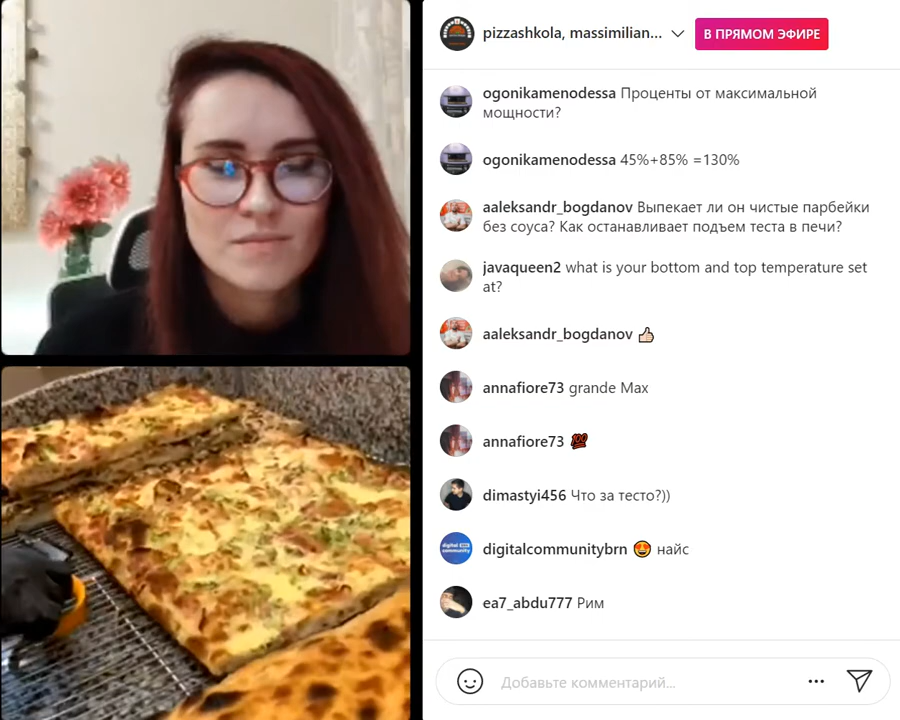 pizzashkola, massimilian...
В ПРЯМОМ ЭФИРЕ
ogonikamenodessa Проценты от максимальной
мощности?
ogonikamenodessa 45%+85% =130%
aaleksandr_bogdanov Выпекает ли он чистые парбейки
без соуса? Как останавливает подъем теста в печи?
javaqueen2 what is your bottom and top temperature set
at?
aaleksandr_bogdanov 👍🏻
annafiore73 grande Max
annafiore73 💯
dimastyi456 Что за тесто?))
digital
community
digitalcommunitybrn 😍 найс
ea7_abdu777 Рим
Добавьте комментарий...